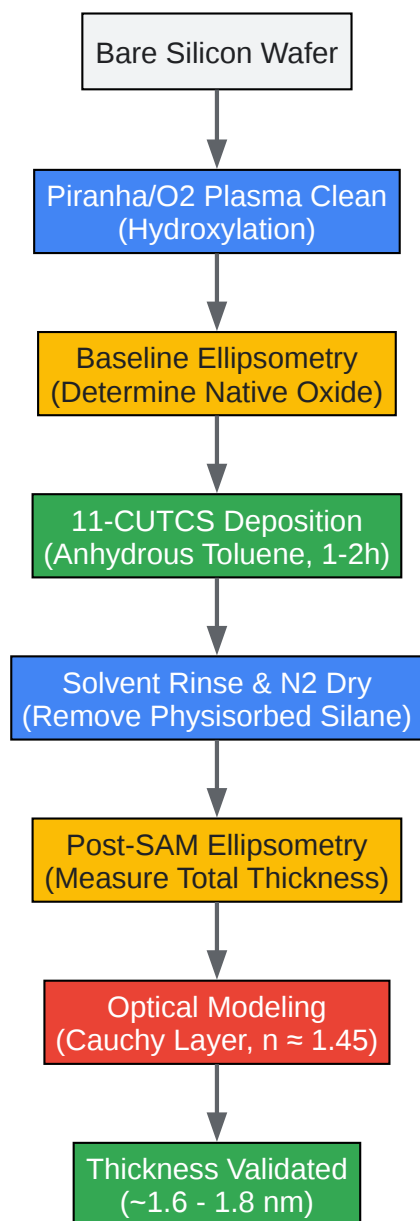 Bare Silicon Wafer
Piranha/O2 Plasma Clean
(Hydroxylation)
Baseline Ellipsometry
(Determine Native Oxide)
11-CUTCS Deposition
(Anhydrous Toluene, 1-2h)
Solvent Rinse & N2 Dry
(Remove Physisorbed Silane)
Post-SAM Ellipsometry
(Measure Total Thickness)
Optical Modeling
(Cauchy Layer, n ≈ 1.45)
Thickness Validated
(~1.6 - 1.8 nm)